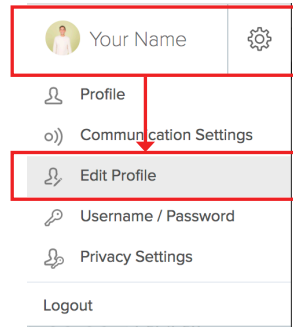 Your Name
Profile
Communication Settings
Edit Profile
Username / Password
Privacy Settings
Logout